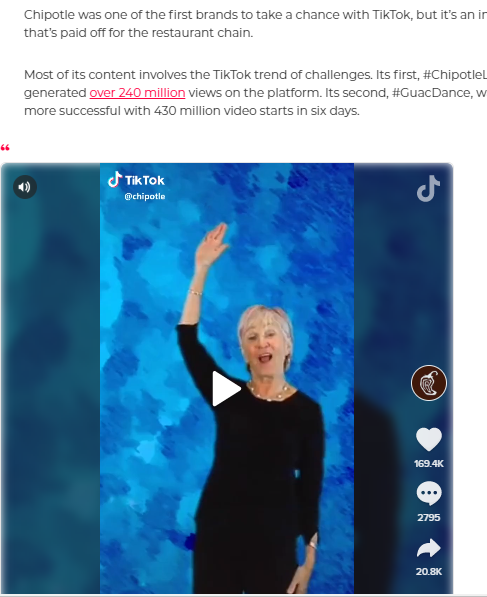 Chipotle was one of the first brands to take a chance with TikTok, but it's an
that's paid off for the restaurant chain.
Most of its content involves the TikTok trend of challenges. Its first,
generated over 240 million views on the platform. Its second, #GuacDance,
more successful with 430 million video starts in six days.
“
TikTok
@chipotle
169.4K
2795
20.8K